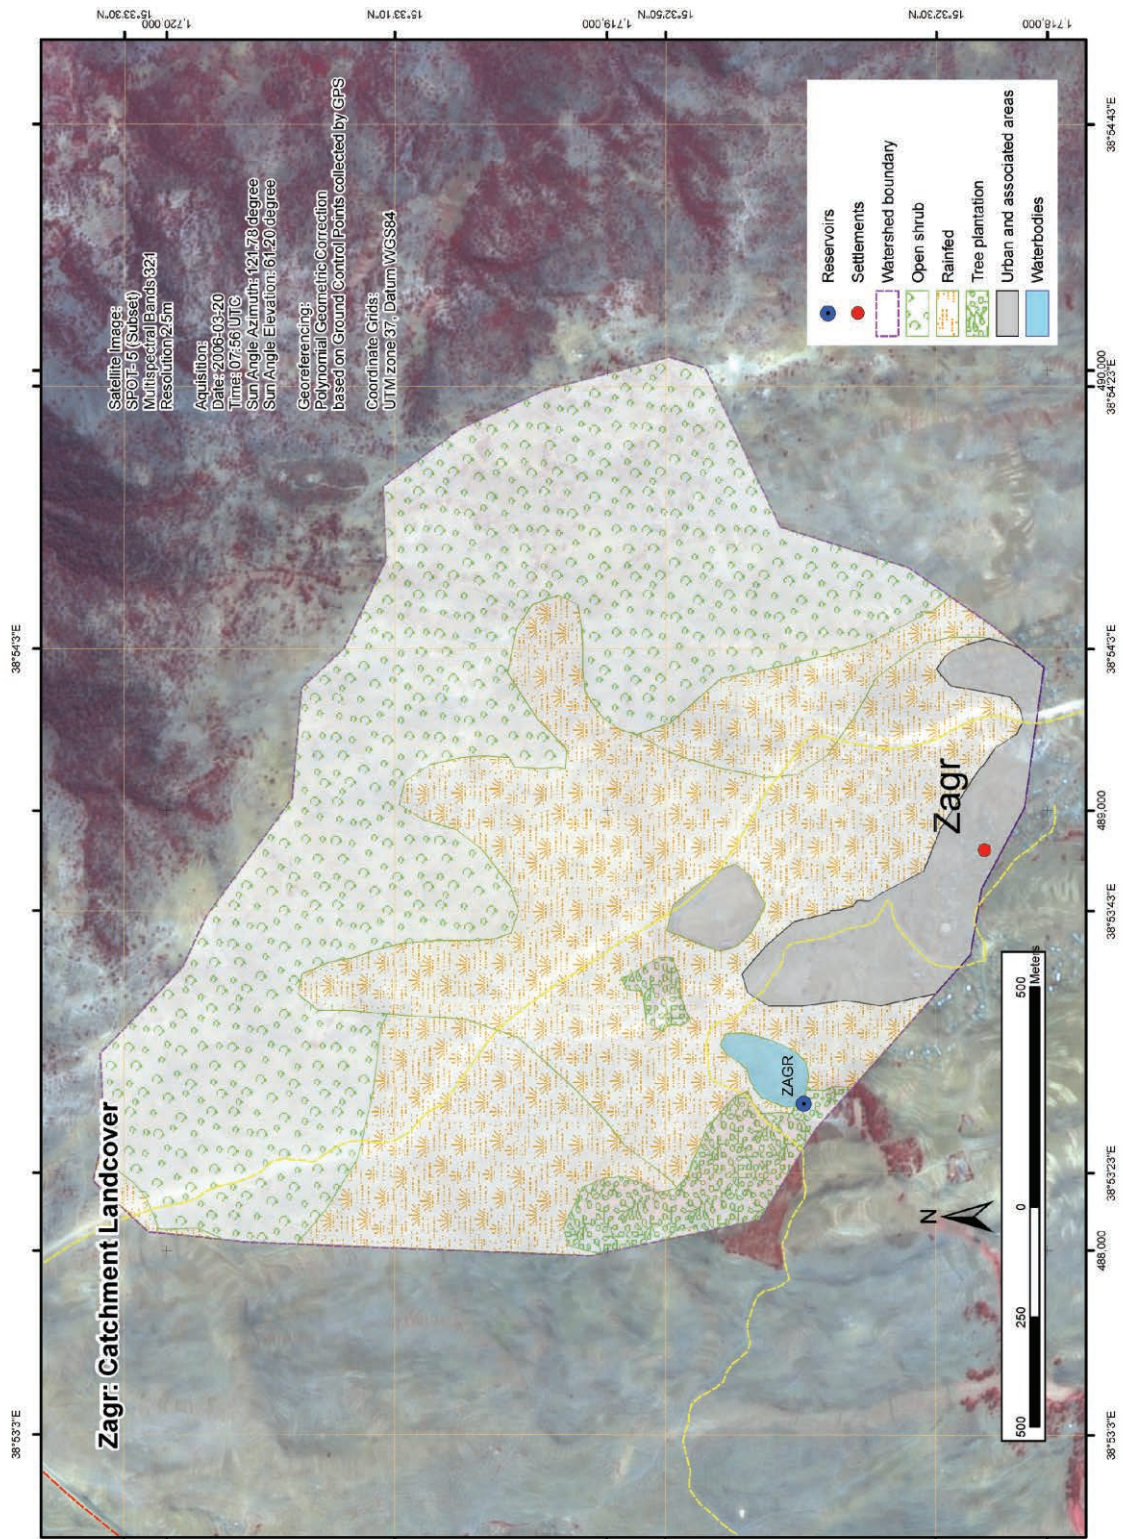 Zagr: Catchment Landcover
Satellite Image:
SPOT-5 (Subset)
Multispectral Bands 321
Resolution 2.5m
Aquisition:
Date: 2006-03-20
Time: 07:56 UTC
Sun Angle Azimuth: 121.78 degree
Sun Angle Elevation: 61.20 degree
Georeferencing:
Polynomial Geometric Correction
based on Ground Control Points collected by GPS
Coordinate Grids:
UTM zone 37, Datum WGS84
38°53'3"E
38°54'3"E
15°33'30"N
1,720,000
15°33'10"N
1,719,000
15°32'50"N
15°32'30"N
1,718,000
ZAGR
Zagr
N
500
250
0
500
Meters
Reservoirs
Settlements
Watershed boundary
Open shrub
Rainfed
Tree plantation
Urban and associated areas
Waterbodies
38°53'3"E
488,000
38°53'23"E
38°53'43"E
489,000
38°54'3"E
490,000
38°54'23"E
38°54'43"E